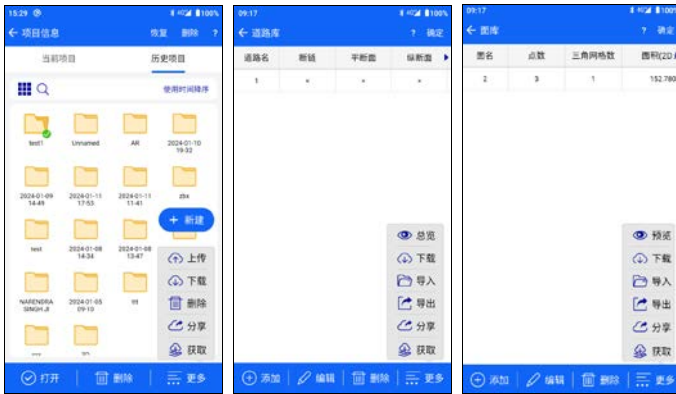 15:29
100%
项目信息
恢复 删除 ?
当前项目 历史项目
使用时间降序
test1 Unnamed AR 2024-01-10
19-32
2024-01-09 2024-01-11 2024-01-11 zbx
14-49 17-53 11-41
+ 新建
test 2024-01-08 2024-01-08
14-34 13-47
上传
下载
NARENDRA 2024-01-05 ttt
SINGH JI 09-10
删除
分享
获取
打开 删除 更多
09:17
100%
道路库 ? 确定
道路名 断链 平断面 纵断面
1 × × ×
总览
下载
导入
导出
分享
获取
添加 编辑 删除 更多
09:17
100%
图库 ? 确定
图名 点数 三角网格数 面积(2D
2 3 1 152.780
预览
下载
导入
导出
分享
获取
添加 编辑 删除 更多